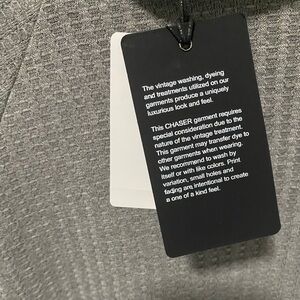 The vintage washing, dyeing
and treatments utilized on our
garments produce a uniquely
luxurious look and feel.
This CHASER garment requires
special consideration due to the
nature of the vintage treatment.
This garment may transfer dye to
other garments when wearing.
We recommend to wash by
itself or with like colors. Print
variation, small holes and
fading are intentional to create
a one of a kind feel.